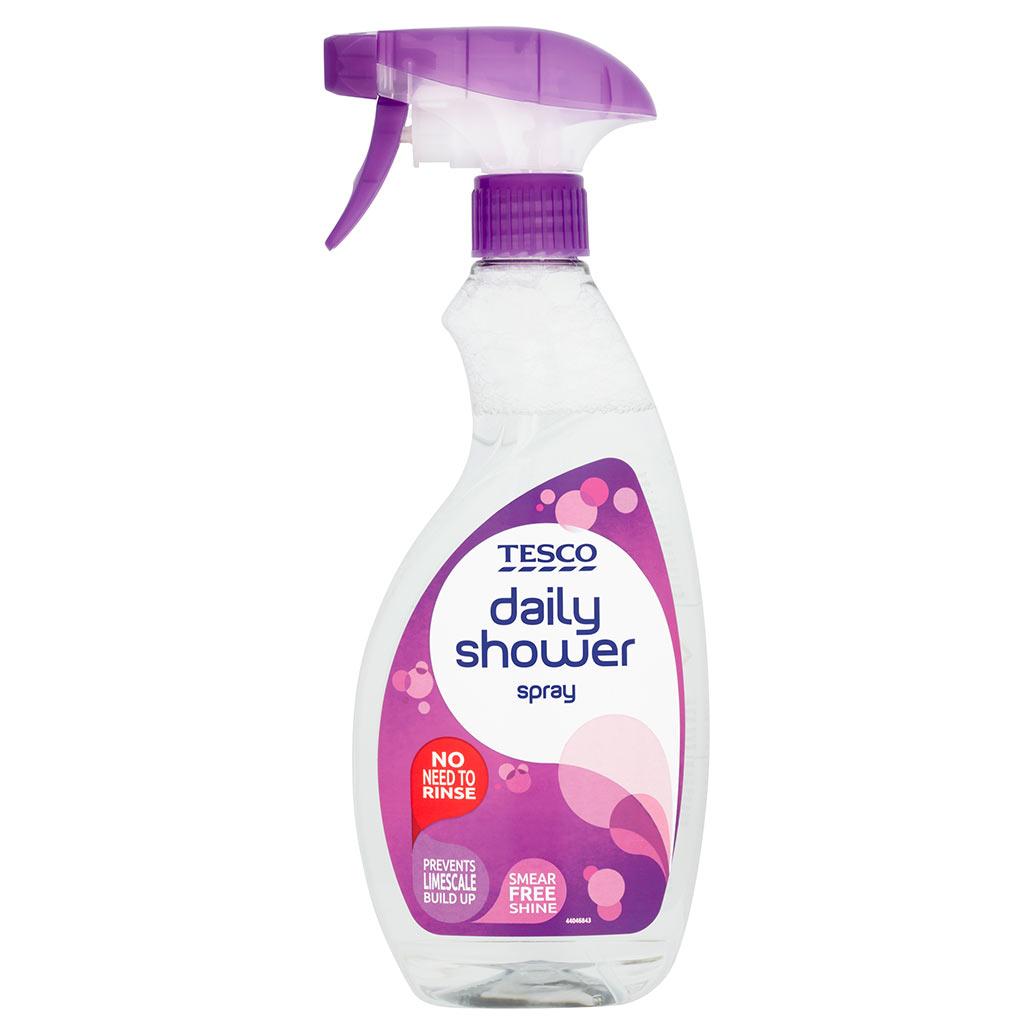 TESCO
daily
shower
spray
NO
NEED TO
RINSE
PREVENTS
LIMESCALE
BUILD UP
SMEAR
FREE
SHINE
44046843